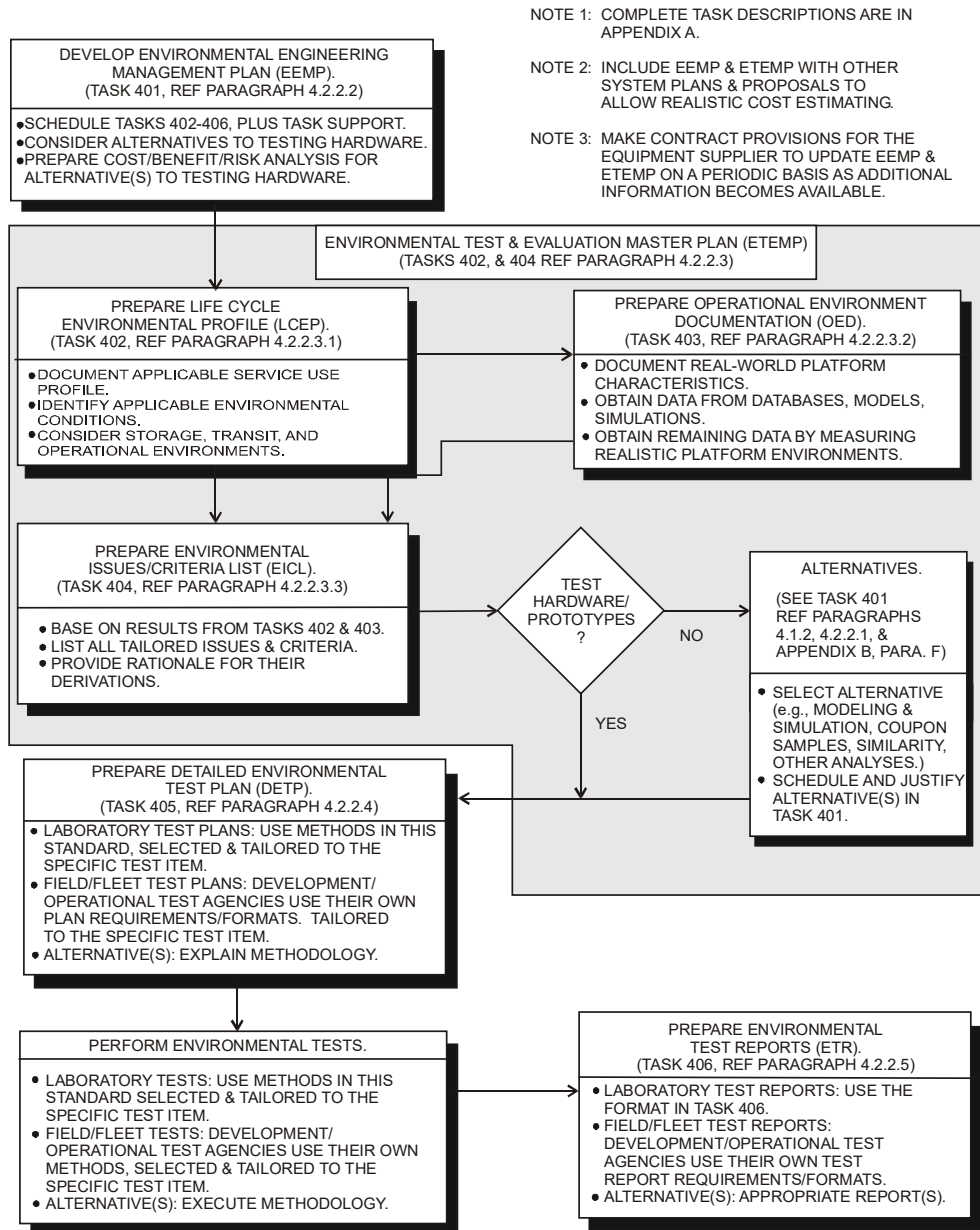 NOTE 1: COMPLETE TASK DESCRIPTIONS ARE IN
APPENDIX A.
NOTE 2: INCLUDE EEMP & ETEMP WITH OTHER
SYSTEM PLANS & PROPOSALS TO
ALLOW REALISTIC COST ESTIMATING.
NOTE 3: MAKE CONTRACT PROVISIONS FOR THE
EQUIPMENT SUPPLIER TO UPDATE EEMP &
ETEMP ON A PERIODIC BASIS AS ADDITIONAL
INFORMATION BECOMES AVAILABLE.
DEVELOP ENVIRONMENTAL ENGINEERING
MANAGEMENT PLAN (EEMP).
(TASK 401, REF PARAGRAPH 4.2.2.2)
●SCHEDULE TASKS 402-406, PLUS TASK SUPPORT.
●CONSIDER ALTERNATIVES TO TESTING HARDWARE.
●PREPARE COST/BENEFIT/RISK ANALYSIS FOR
ALTERNATIVE(S) TO TESTING HARDWARE.
ENVIRONMENTAL TEST & EVALUATION MASTER PLAN (ETEMP)
(TASKS 402, & 404 REF PARAGRAPH 4.2.2.3)
PREPARE LIFE CYCLE
ENVIRONMENTAL PROFILE (LCEP).
(TASK 402, REF PARAGRAPH 4.2.2.3.1)
●DOCUMENT APPLICABLE SERVICE USE
PROFILE.
●IDENTIFY APPLICABLE ENVIRONMENTAL
CONDITIONS.
●CONSIDER STORAGE, TRANSIT, AND
OPERATIONAL ENVIRONMENTS.
PREPARE OPERATIONAL ENVIRONMENT
DOCUMENTATION (OED).
(TASK 403, REF PARAGRAPH 4.2.2.3.2)
● DOCUMENT REAL-WORLD PLATFORM
CHARACTERISTICS.
● OBTAIN DATA FROM DATABASES, MODELS,
SIMULATIONS.
● OBTAIN REMAINING DATA BY MEASURING
REALISTIC PLATFORM ENVIRONMENTS.
PREPARE ENVIRONMENTAL
ISSUES/CRITERIA LIST (EICL).
(TASK 404, REF PARAGRAPH 4.2.2.3.3)
● BASE ON RESULTS FROM TASKS 402 & 403.
● LIST ALL TAILORED ISSUES & CRITERIA.
● PROVIDE RATIONALE FOR THEIR
DERIVATIONS.
TEST
HARDWARE/
PROTOTYPES
?
NO
YES
ALTERNATIVES.
(SEE TASK 401
REF PARAGRAPHS
4.1.2, 4.2.2.1, &
APPENDIX B, PARA. F)
● SELECT ALTERNATIVE
(e.g., MODELING &
SIMULATION, COUPON
SAMPLES, SIMILARITY,
OTHER ANALYSES.)
● SCHEDULE AND JUSTIFY
ALTERNATIVE(S) IN
TASK 401.
PREPARE DETAILED ENVIRONMENTAL
TEST PLAN (DETP).
(TASK 405, REF PARAGRAPH 4.2.2.4)
● LABORATORY TEST PLANS: USE METHODS IN THIS
STANDARD, SELECTED & TAILORED TO THE
SPECIFIC TEST ITEM.
● FIELD/FLEET TEST PLANS: DEVELOPMENT/
OPERATIONAL TEST AGENCIES USE THEIR OWN
PLAN REQUIREMENTS/FORMATS. TAILORED
TO THE SPECIFIC TEST ITEM.
● ALTERNATIVE(S): EXPLAIN METHODOLOGY.
PERFORM ENVIRONMENTAL TESTS.
● LABORATORY TESTS: USE METHODS IN THIS
STANDARD SELECTED & TAILORED TO THE
SPECIFIC TEST ITEM.
● FIELD/FLEET TESTS: DEVELOPMENT/
OPERATIONAL TEST AGENCIES USE THEIR OWN
METHODS, SELECTED & TAILORED TO THE
SPECIFIC TEST ITEM.
● ALTERNATIVE(S): EXECUTE METHODOLOGY.
PREPARE ENVIRONMENTAL
TEST REPORTS (ETR).
(TASK 406, REF PARAGRAPH 4.2.2.5)
● LABORATORY TEST REPORTS: USE THE
FORMAT IN TASK 406.
● FIELD/FLEET TEST REPORTS:
DEVELOPMENT/OPERATIONAL TEST
AGENCIES USE THEIR OWN TEST
REPORT REQUIREMENTS/FORMATS.
● ALTERNATIVE(S): APPROPRIATE REPORT(S).